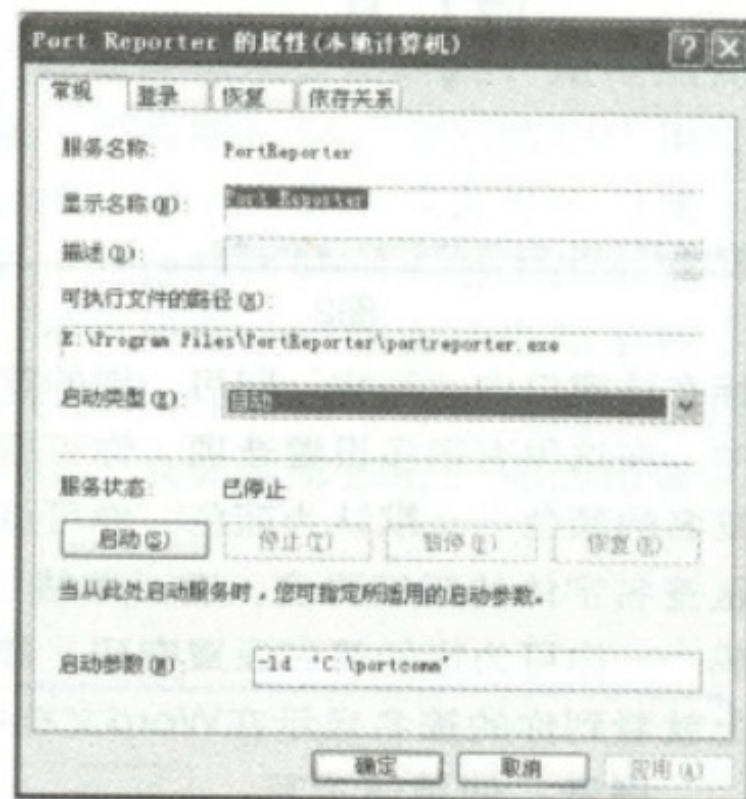 Port Reporter 的属性(本地计算机)
常规 登录 恢复 依存关系
服务名称: PortReporter
显示名称(N): Port Reporter
描述(D):
可执行文件的路径(H):
E:\Program Files\PortReporter\portreporter.exe
启动类型(E):
服务状态: 已停止
启动(S) 停止(T) 暂停(P) 恢复(R)
当从此处启动服务时，您可指定所适用的启动参数。
启动参数(M): -ld "C:\portcomm"
确定 取消 应用(A)